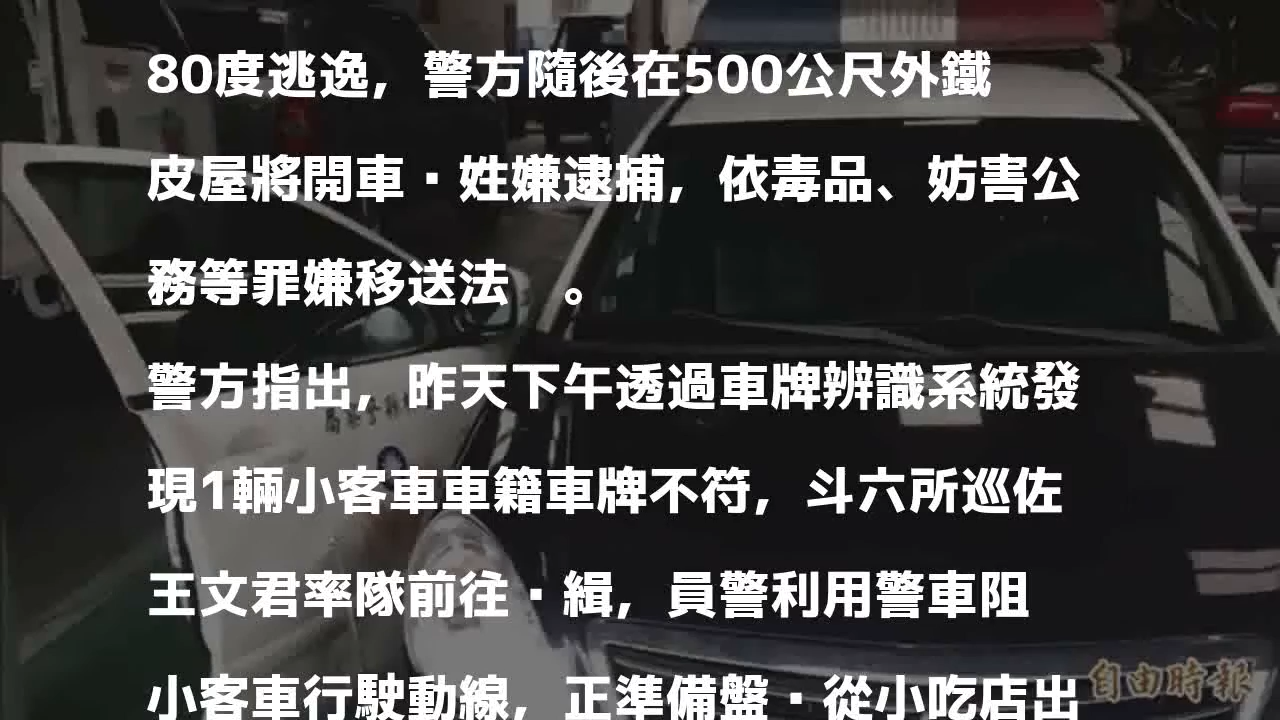 80度逃逸，警方隨後在500公尺外鐵
皮屋將開車▪姓嫌逮捕，依毒品、妨害公
務等罪嫌移送法　。
警方指出，昨天下午透過車牌辨識系統發
現1輛小客車車籍車牌不符，斗六所巡佐
王文君率隊前往▪緝，員警利用警車阻
小客車行駛動線，正準備盤▪從小吃店出
自由時報